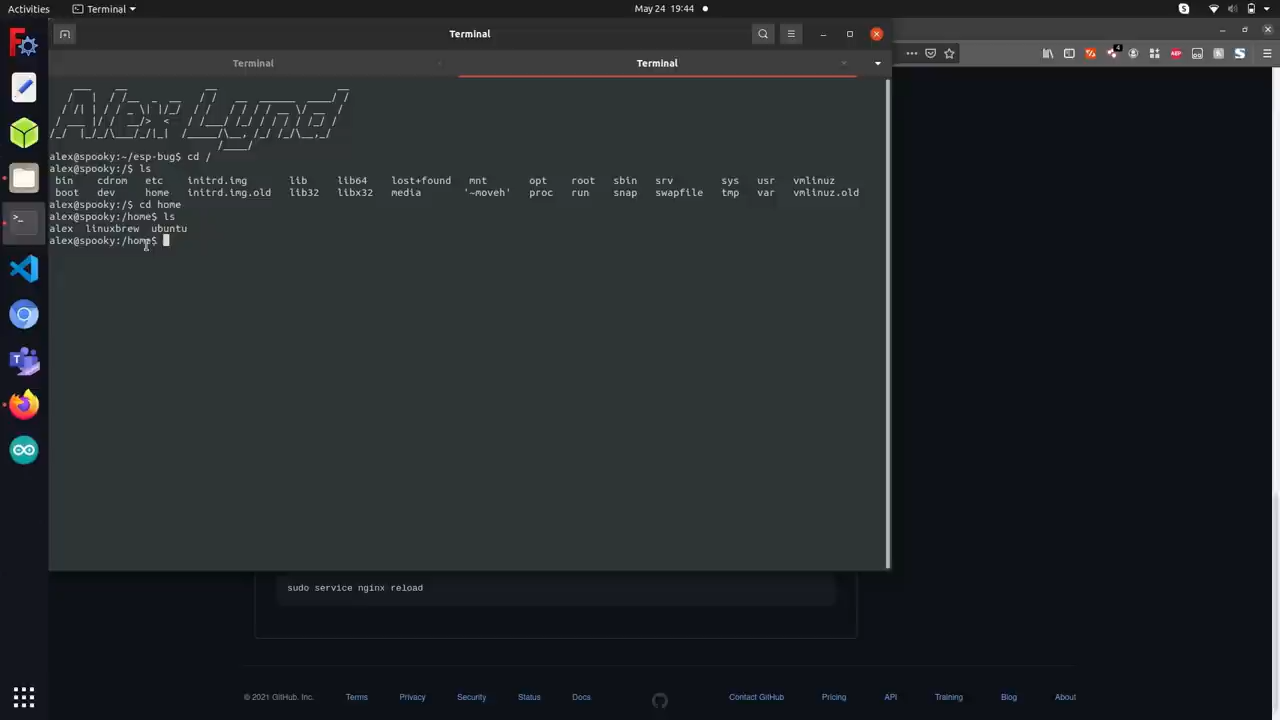 Activities
Terminal
May 24 19:44
Terminal
Terminal
Terminal
Alex Lynd
alex@spooky:~/esp-bug$ cd /
alex@spooky:/$ ls
bin cdrom etc initrd.img lib lib64 lost+found mnt opt root sbin srv sys usr vmlinuz
boot dev home initrd.img.old lib32 libx32 media '~moveh' proc run snap swapfile tmp var vmlinuz.old
alex@spooky:/$ cd home
alex@spooky:/home$ ls
alex linuxbrew ubuntu
alex@spooky:/home$
sudo service nginx reload
© 2021 GitHub, Inc.
Terms
Privacy
Security
Status
Docs
Contact GitHub
Pricing
API
Training
Blog
About